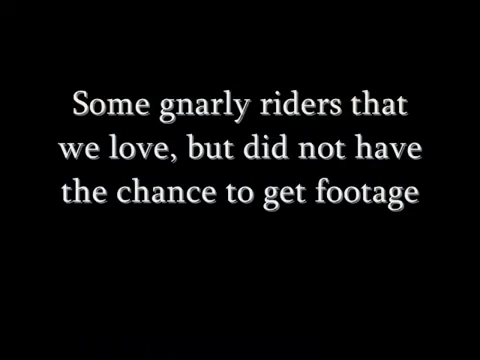 Some gnarly riders that
we love, but did not have
the chance to get footage